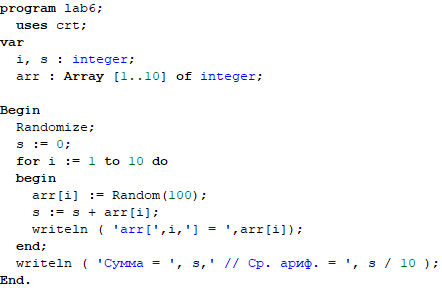 program lab6;
  uses crt;
var
  i, s : integer;
  arr : Array [1..10] of integer;

Begin
  Randomize;
  s := 0;
  for i := 1 to 10 do
  begin
    arr[i] := Random(100);
    s := s + arr[i];
    writeln ( 'arr[',i,'] = ',arr[i]);
  end;
  writeln ( 'Сумма = ', s,' // Ср. ариф. = ', s / 10 );
End.